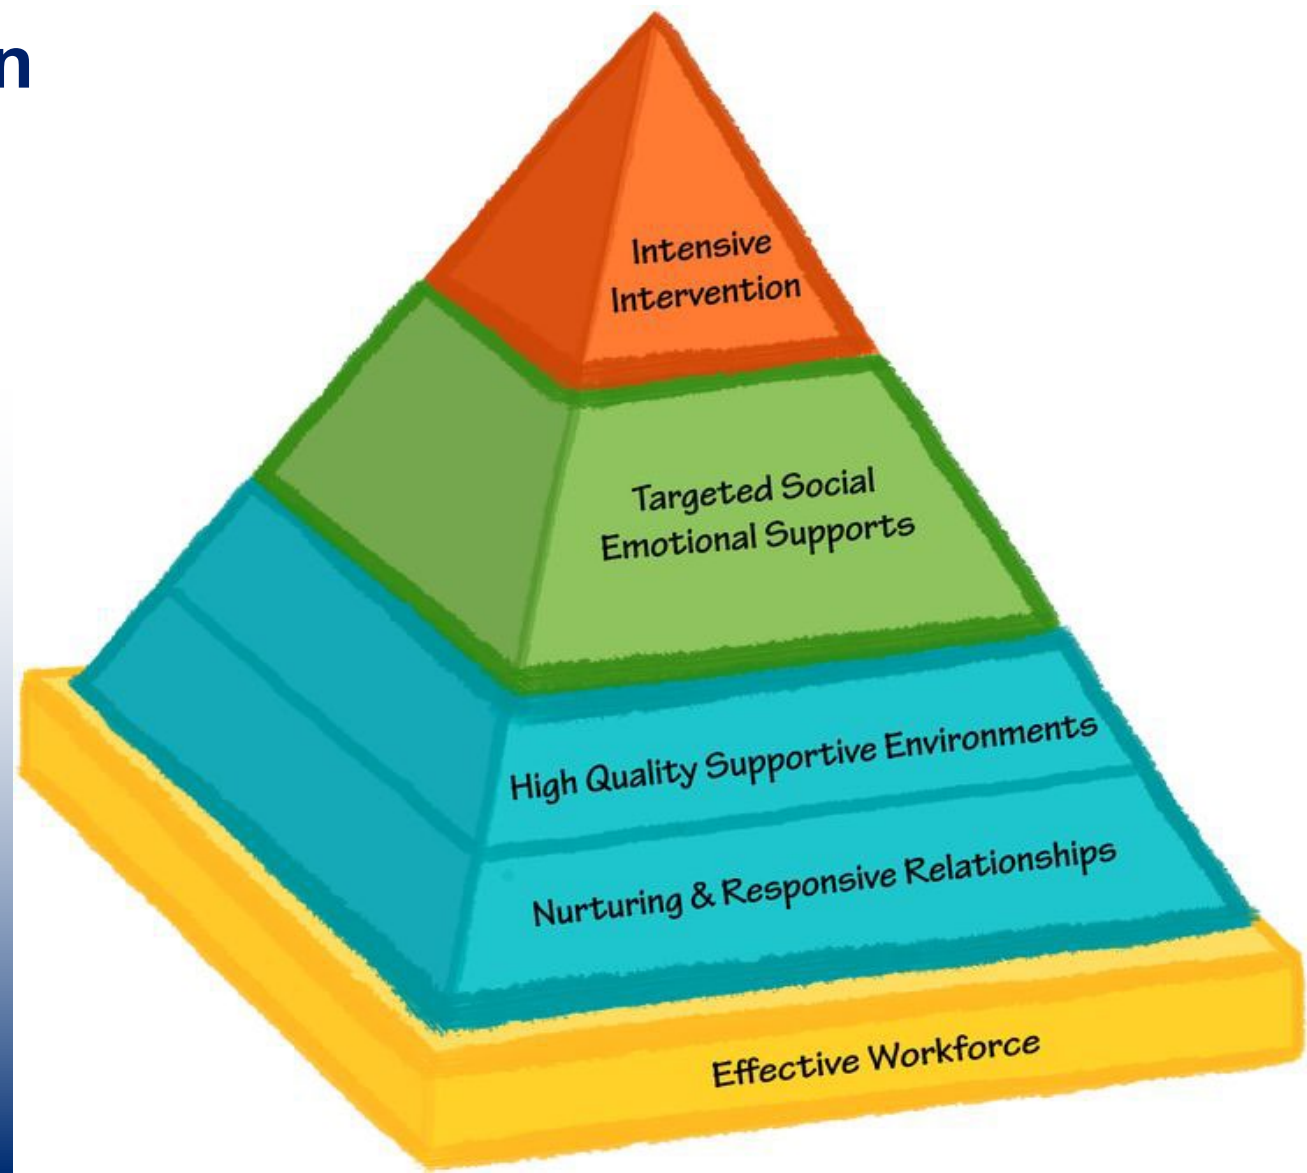 n
Intensive
Intervention
Targeted Social
Emotional Supports
High Quality Supportive Environments
Nurturing & Responsive Relationships
Effective Workforce